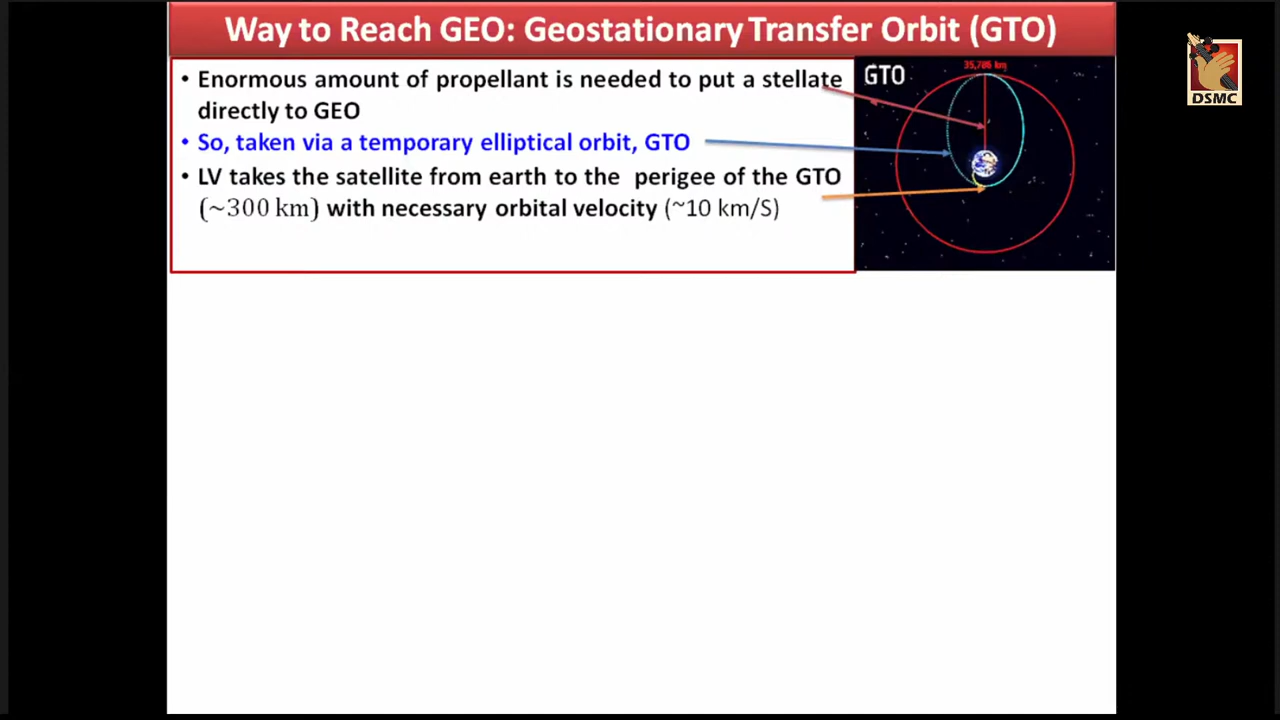 Way to Reach GEO: Geostationary Transfer Orbit (GTO)
• Enormous amount of propellant is needed to put a stellate
directly to GEO
• So, taken via a temporary elliptical orbit, GTO
• LV takes the satellite from earth to the perigee of the GTO
(~300 km) with necessary orbital velocity (~10 km/S)
GTO
35,786 km
DSMC